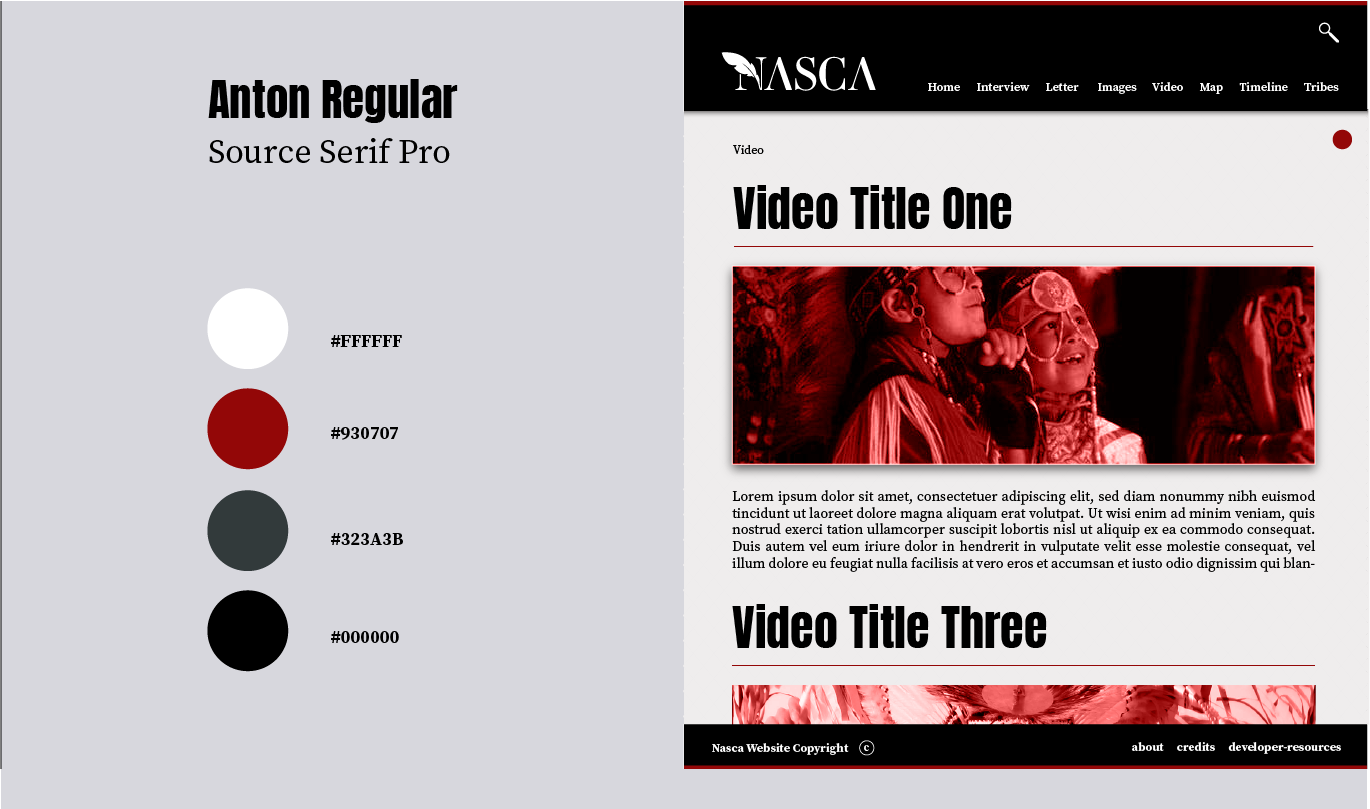 Anton Regular
Source Serif Pro
#FFFFFF
#930707
#323A3B
#000000
NASCA
Home Interview Letter Images Video Map Timeline Tribes
Video
Video Title One
Lorem ipsum dolor sit amet, consectetuer adipiscing elit, sed diam nonummy nibh euismod
tincidunt ut laoreet dolore magna aliquam erat volutpat. Ut wisi enim ad minim veniam, quis
nostrud exerci tation ullamcorper suscipit lobortis nisl ut aliquip ex ea commodo consequat.
Duis autem vel eum iriure dolor in hendrerit in vulputate velit esse molestie consequat, vel
illum dolore eu feugiat nulla facilisis at vero eros et accumsan et iusto odio dignissim qui blan-
Video Title Three
Nasca Website Copyright © about credits developer-resources